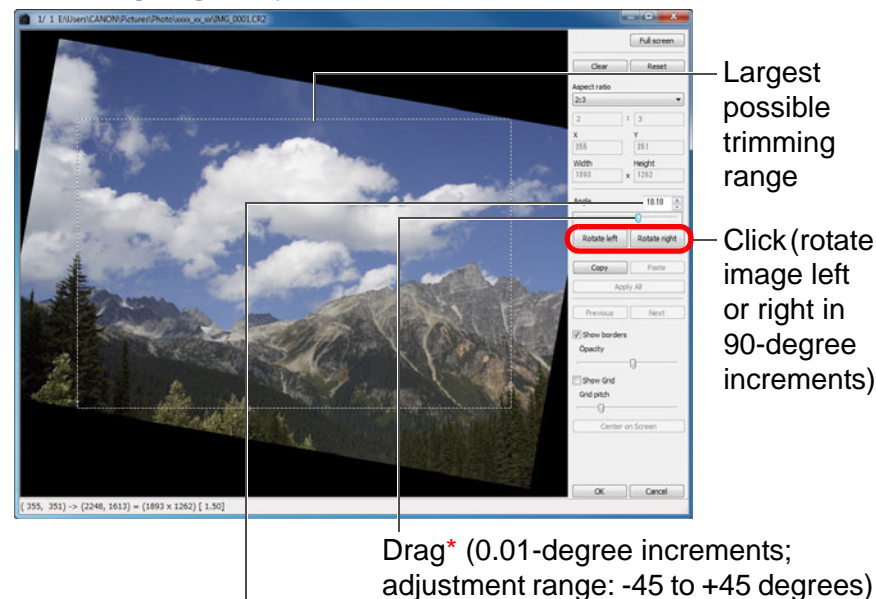 1/ 1 E:\Users\CANON\Pictures\Photo\xxxx_xx_xx\IMG_0001.CR2
Full screen
Clear Reset
Aspect ratio
2:3
2 : 3
X Y
355 351
Width Height
1893 x 1262
Angle 10.10
Rotate left Rotate right
Copy Paste
Apply All
Previous Next
Show borders
Opacity
Show Grid
Grid pitch
Center on Screen
OK Cancel
( 355, 351) -> (2248, 1613) = (1893 x 1262) [ 1.50]
Largest
possible
trimming
range
Click (rotate
image left
or right in
90-degree
increments)
Drag* (0.01-degree increments;
adjustment range: -45 to +45 degrees)